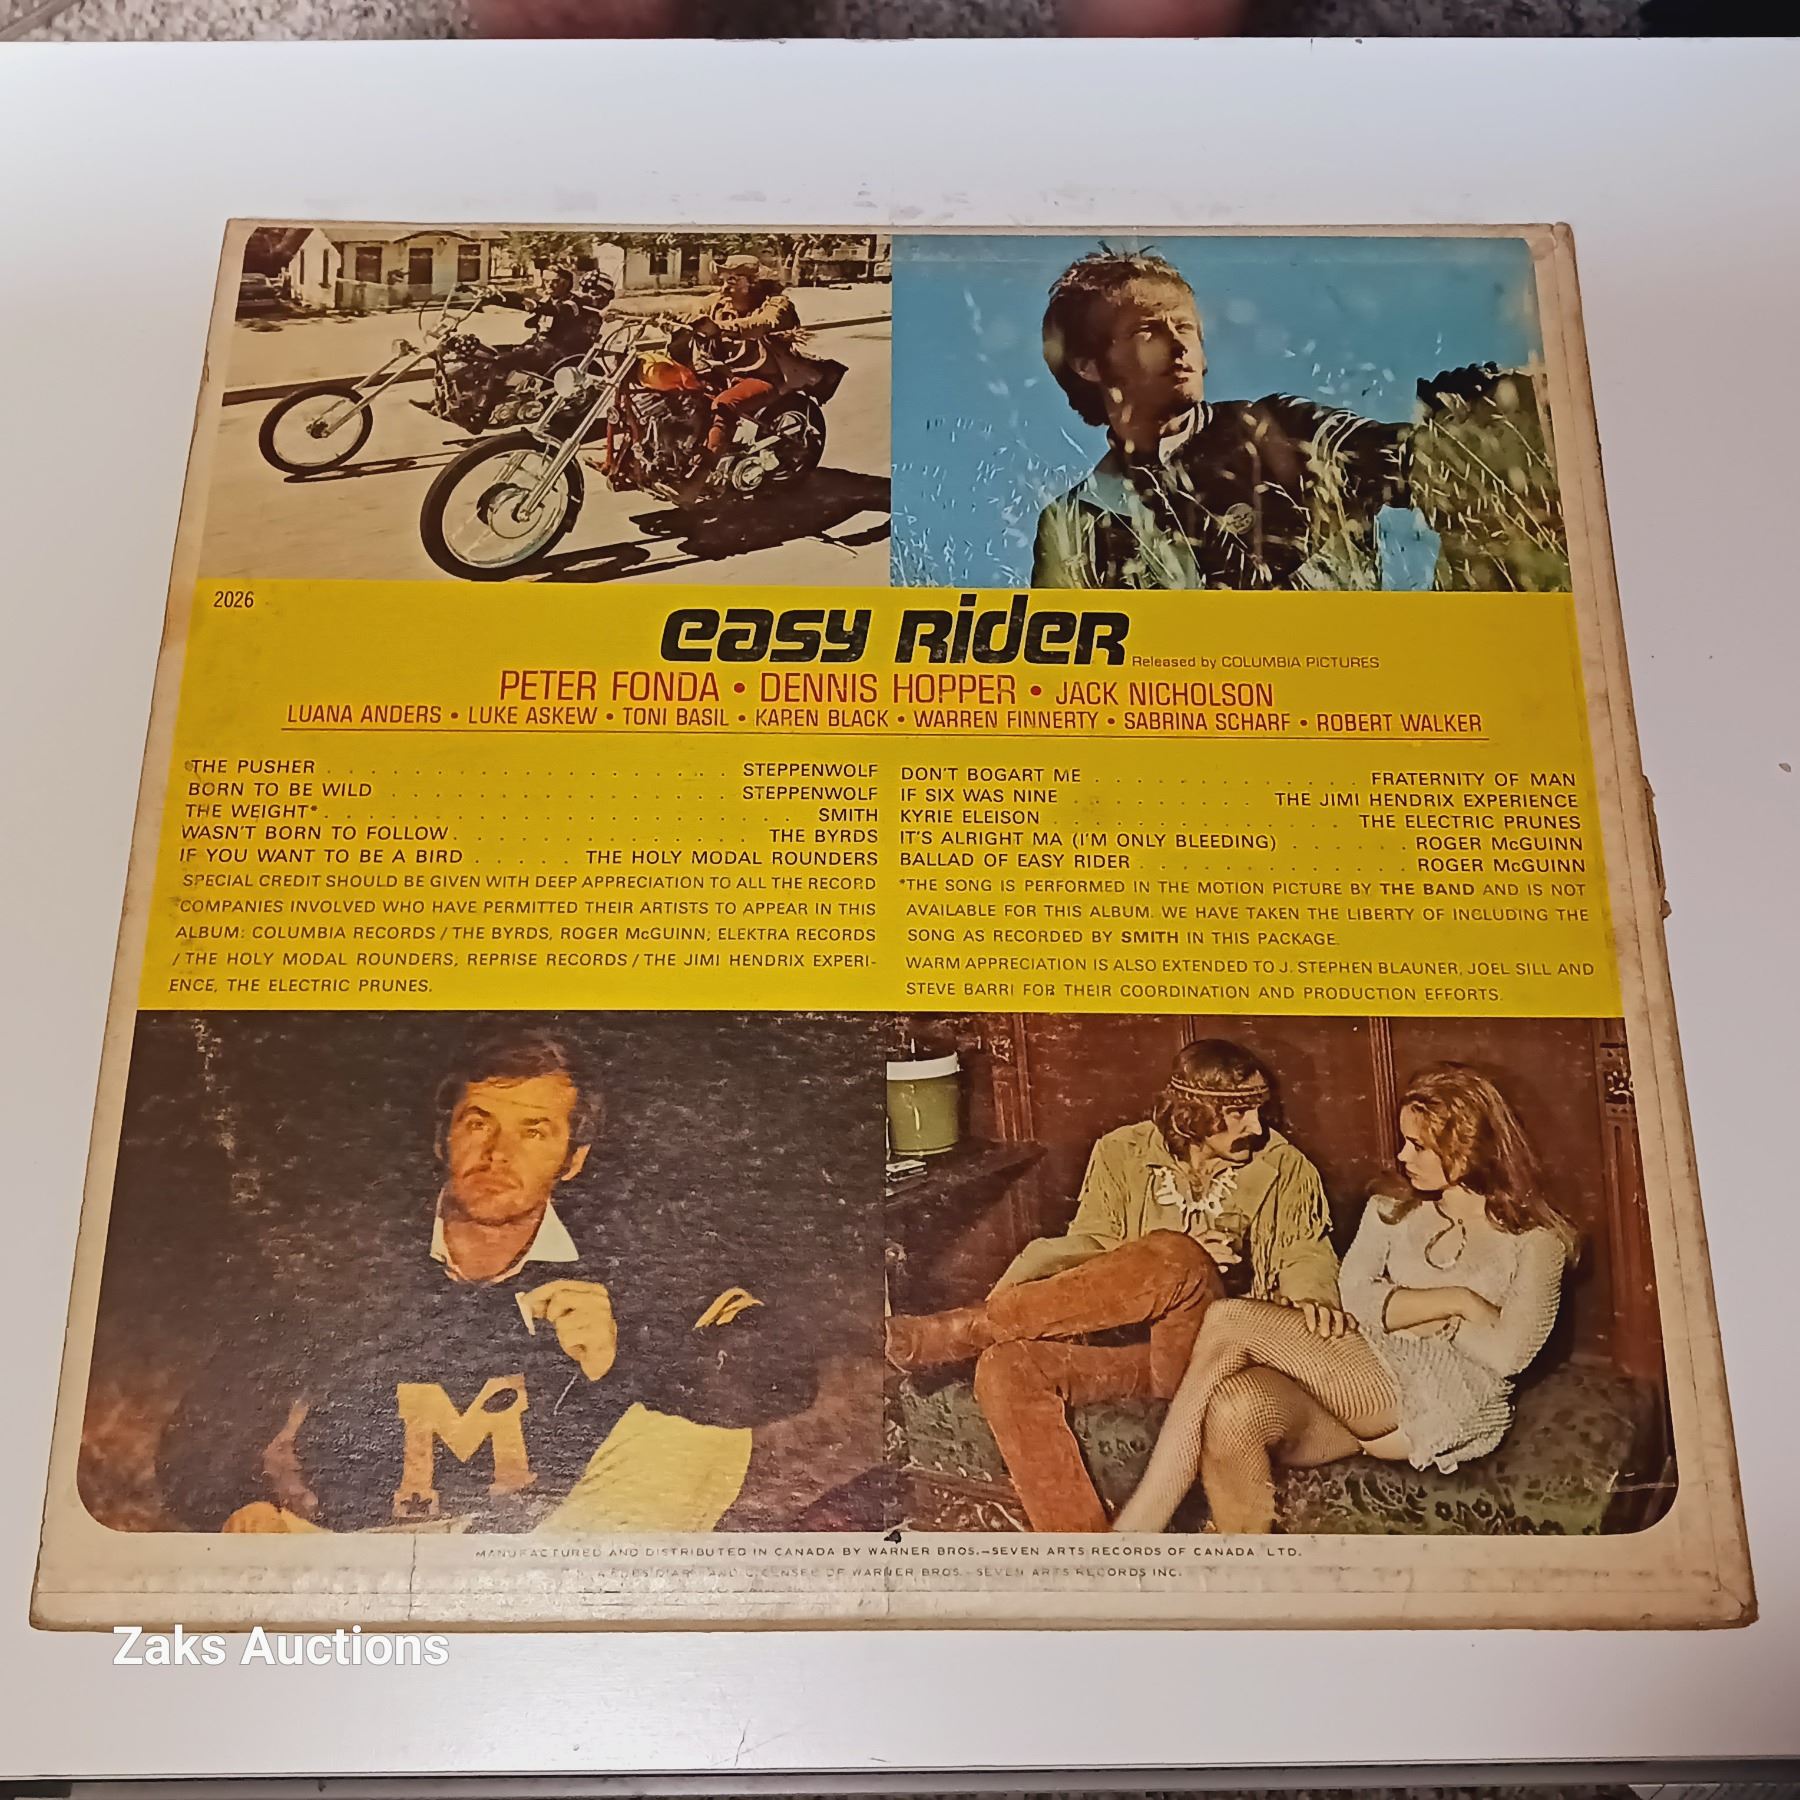 2026
easy Rider
Released by COLUMBIA PICTURES
PETER FONDA • DENNIS HOPPER • JACK NICHOLSON
LUANA ANDERS • LUKE ASKEW • TONI BASIL • KAREN BLACK • WARREN FINNERTY • SABRINA SCHARF • ROBERT WALKER
*THE PUSHER . . . . . . . . . . . . . . . . . . . STEPPENWOLF
BORN TO BE WILD . . . . . . . . . . . . . . . . STEPPENWOLF
THE WEIGHT* . . . . . . . . . . . . . . . . . . . . . . SMITH
WASN'T BORN TO FOLLOW . . . . . . . . . . . . . THE BYRDS
IF YOU WANT TO BE A BIRD . . . . . THE HOLY MODAL ROUNDERS
SPECIAL CREDIT SHOULD BE GIVEN WITH DEEP APPRECIATION TO ALL THE RECORD
COMPANIES INVOLVED WHO HAVE PERMITTED THEIR ARTISTS TO APPEAR IN THIS
ALBUM: COLUMBIA RECORDS / THE BYRDS, ROGER McGUINN; ELEKTRA RECORDS
/ THE HOLY MODAL ROUNDERS, REPRISE RECORDS / THE JIMI HENDRIX EXPERI-
ENCE, THE ELECTRIC PRUNES.
DON'T BOGART ME . . . . . . . . . . . . . FRATERNITY OF MAN
IF SIX WAS NINE . . . . . . . . THE JIMI HENDRIX EXPERIENCE
KYRIE ELEISON . . . . . . . . . . . . . THE ELECTRIC PRUNES
IT'S ALRIGHT MA (I'M ONLY BLEEDING) . . . . . . ROGER McGUINN
BALLAD OF EASY RIDER . . . . . . . . . . . . ROGER McGUINN
*THE SONG IS PERFORMED IN THE MOTION PICTURE BY THE BAND AND IS NOT
AVAILABLE FOR THIS ALBUM. WE HAVE TAKEN THE LIBERTY OF INCLUDING THE
SONG AS RECORDED BY SMITH IN THIS PACKAGE.
WARM APPRECIATION IS ALSO EXTENDED TO J. STEPHEN BLAUNER, JOEL SILL AND
STEVE BARRI FOR THEIR COORDINATION AND PRODUCTION EFFORTS.
M
MANUFACTURED AND DISTRIBUTED IN CANADA BY WARNER BROS.–SEVEN ARTS RECORDS OF CANADA LTD.
AND LICENSEE OF WARNER BROS.–SEVEN ARTS RECORDS INC.
Zaks Auctions